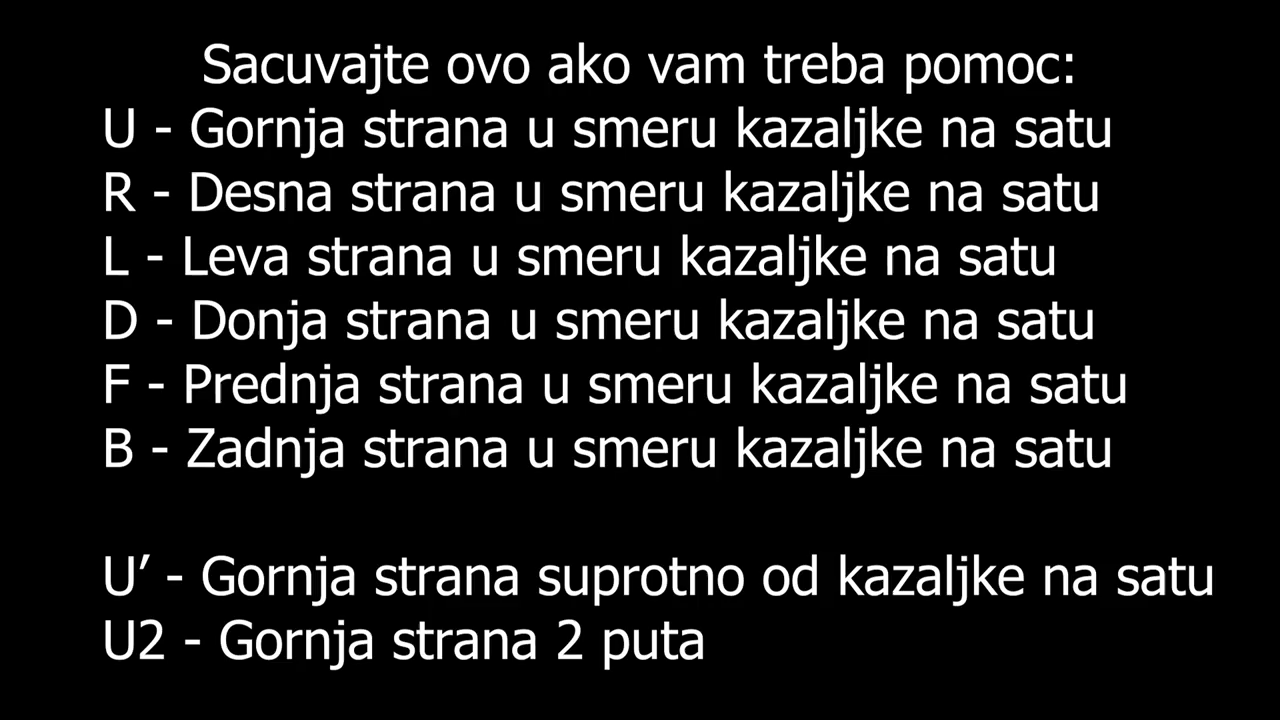 Sacuvajte ovo ako vam treba pomoc:
U - Gornja strana u smeru kazaljke na satu
R - Desna strana u smeru kazaljke na satu
L - Leva strana u smeru kazaljke na satu
D - Donja strana u smeru kazaljke na satu
F - Prednja strana u smeru kazaljke na satu
B - Zadnja strana u smeru kazaljke na satu
U’ - Gornja strana suprotno od kazaljke na satu
U2 - Gornja strana 2 puta